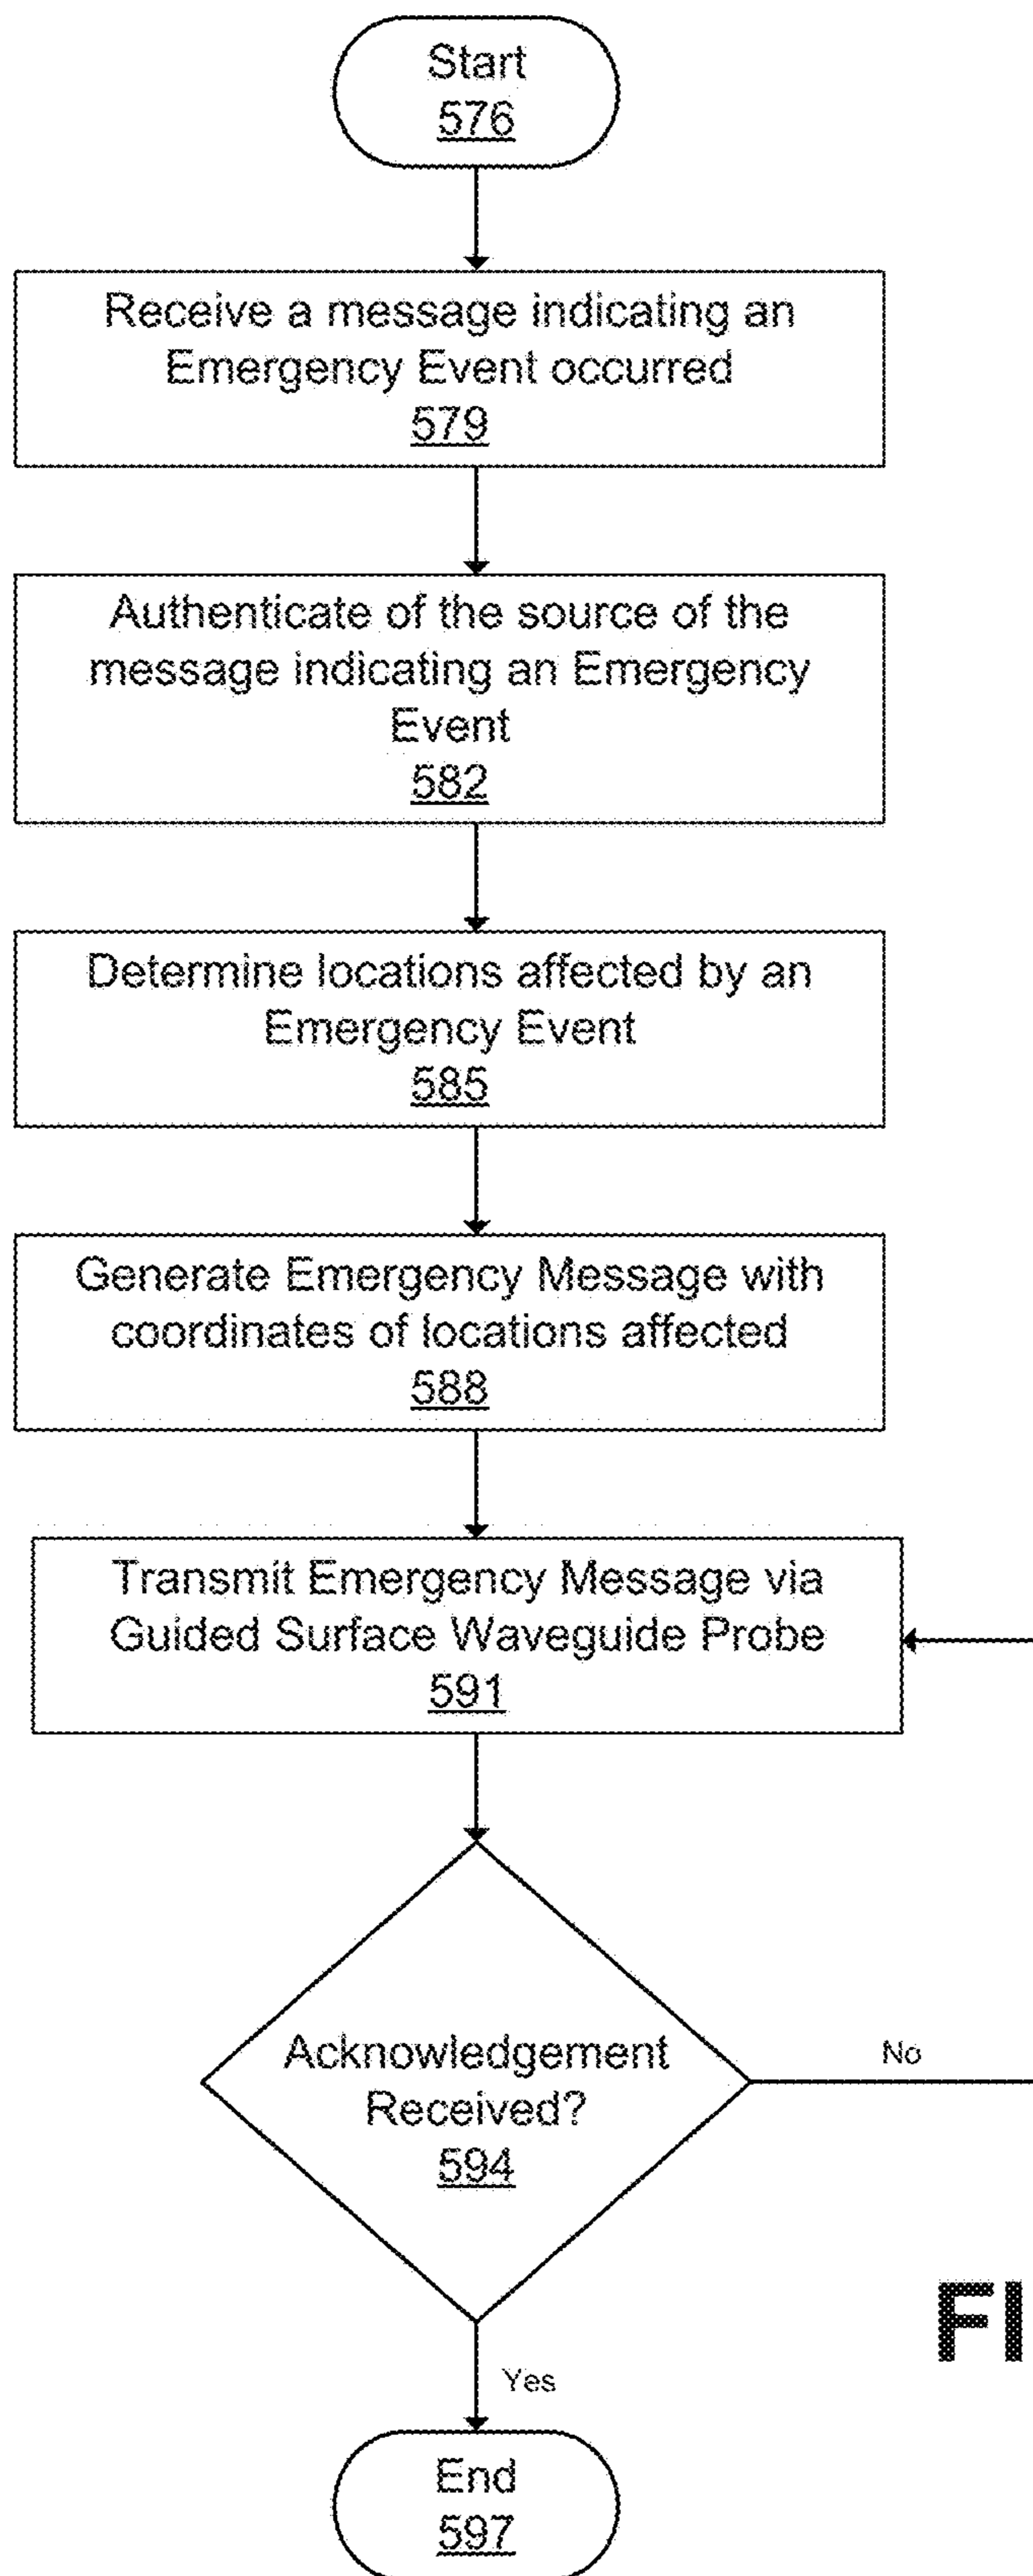 Start
576
Receive a message indicating an
Emergency Event occurred
579
Authenticate of the source of the
message indicating an Emergency
Event
582
Determine locations affected by an
Emergency Event
585
Generate Emergency Message with
coordinates of locations affected
588
Transmit Emergency Message via
Guided Surface Waveguide Probe
591
Acknowledgement
Received?
594
No
FI
Yes
End
597